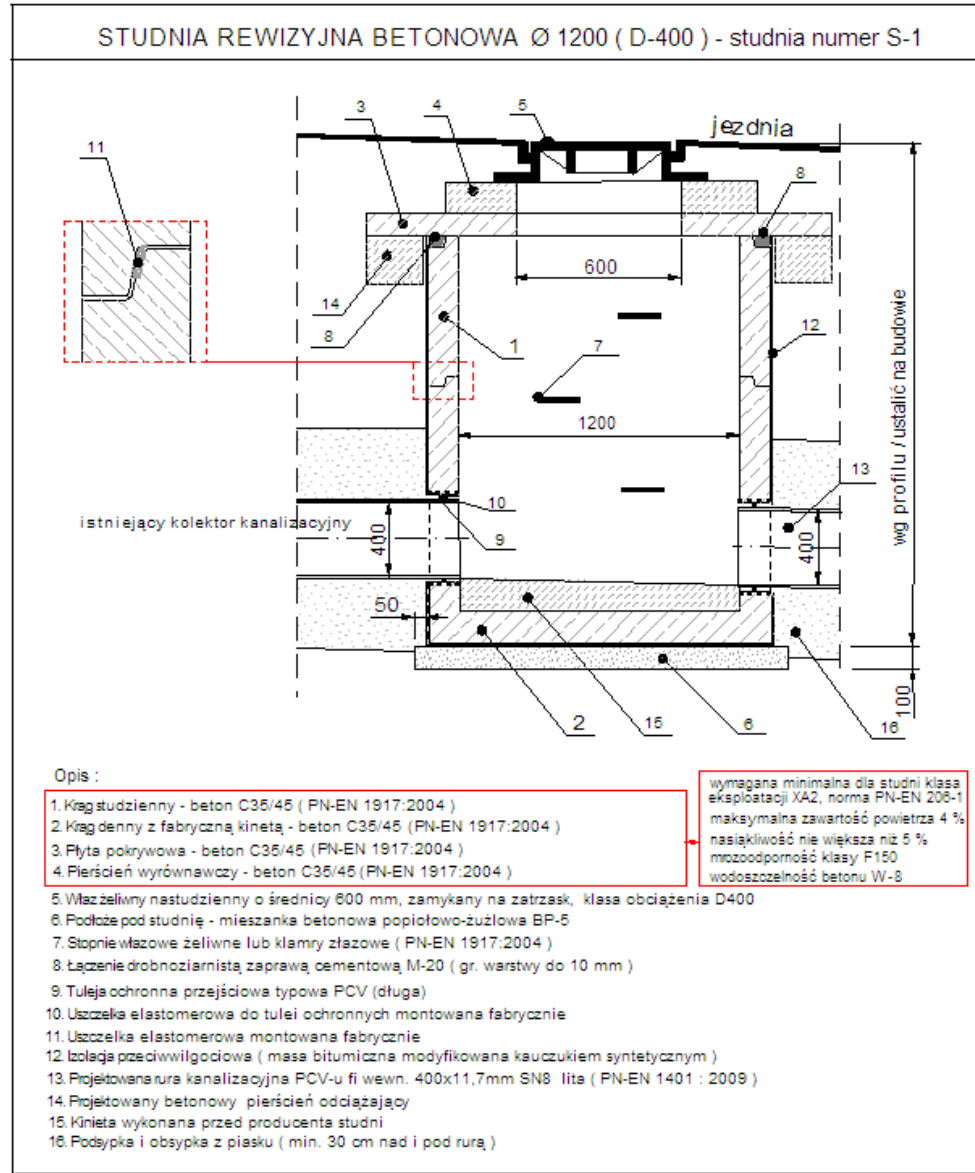 STUDNIA REWIZYJNA BETONOWA Ø 1200 ( D-400 ) - studnia numer S-1
3
4
5
jezdnia
11
8
600
14
8
1
7
12
1200
wg profilu / ustalić na budowie
13
10
istniejący kolektor kanalizacyjny
400
9
400
50
100
2
15
6
16
Opis :
1. Krąg studzienny - beton C35/45 ( PN-EN 1917:2004 )
2. Krąg denny z fabryczną kinetą - beton C35/45 (PN-EN 1917:2004 )
3. Płyta pokrywowa - beton C35/45 (PN-EN 1917:2004 )
4. Pierścień wyrównawczy - beton C35/45 (PN-EN 1917:2004 )
wymagana minimalna dla studni klasa
eksploatacji XA2, norma PN-EN 206-1
maksymalna zawartość powietrza 4 %
nasiąkliwość nie większa niż 5 %
mrozoodporność klasy F150
wodoszczelność betonu W-8
5. Właz żeliwny nastudzienny o średnicy 600 mm, zamykany na zatrzask, klasa obciążenia D400
6. Podłoże pod studnię - mieszanka betonowa popiołowo-żużlowa BP-5
7. Stopnie włazowe żeliwne lub klamry złazowe ( PN-EN 1917:2004 )
8. Łączenie drobnoziarnistą zaprawą cementową M-20 ( gr. warstwy do 10 mm )
9. Tuleja ochronna przejściowa typowa PCV (długa)
10. Uszczelka elastomerowa do tulei ochronnych montowana fabrycznie
11. Uszczelka elastomerowa montowana fabrycznie
12. Izolacja przeciwwilgociowa ( masa bitumiczna modyfikowana kauczukiem syntetycznym )
13. Projektowana rura kanalizacyjna PCV-u fi wewn. 400x11,7mm SN8 lita ( PN-EN 1401 : 2009 )
14. Projektowany betonowy pierścień odciążający
15. Kinieta wykonana przed producenta studni
16. Podsypka i obsypka z piasku ( min. 30 cm nad i pod rurą )